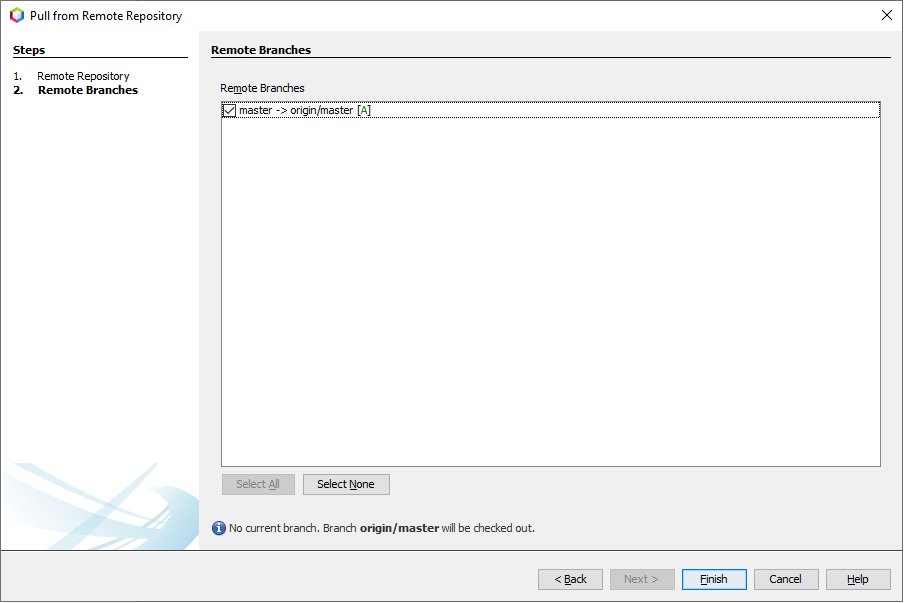 Pull from Remote Repository
Steps
1. Remote Repository
2. Remote Branches
Remote Branches
Remote Branches
master -> origin/master [A]
Select All
Select None
No current branch. Branch origin/master will be checked out.
< Back
Next >
Finish
Cancel
Help